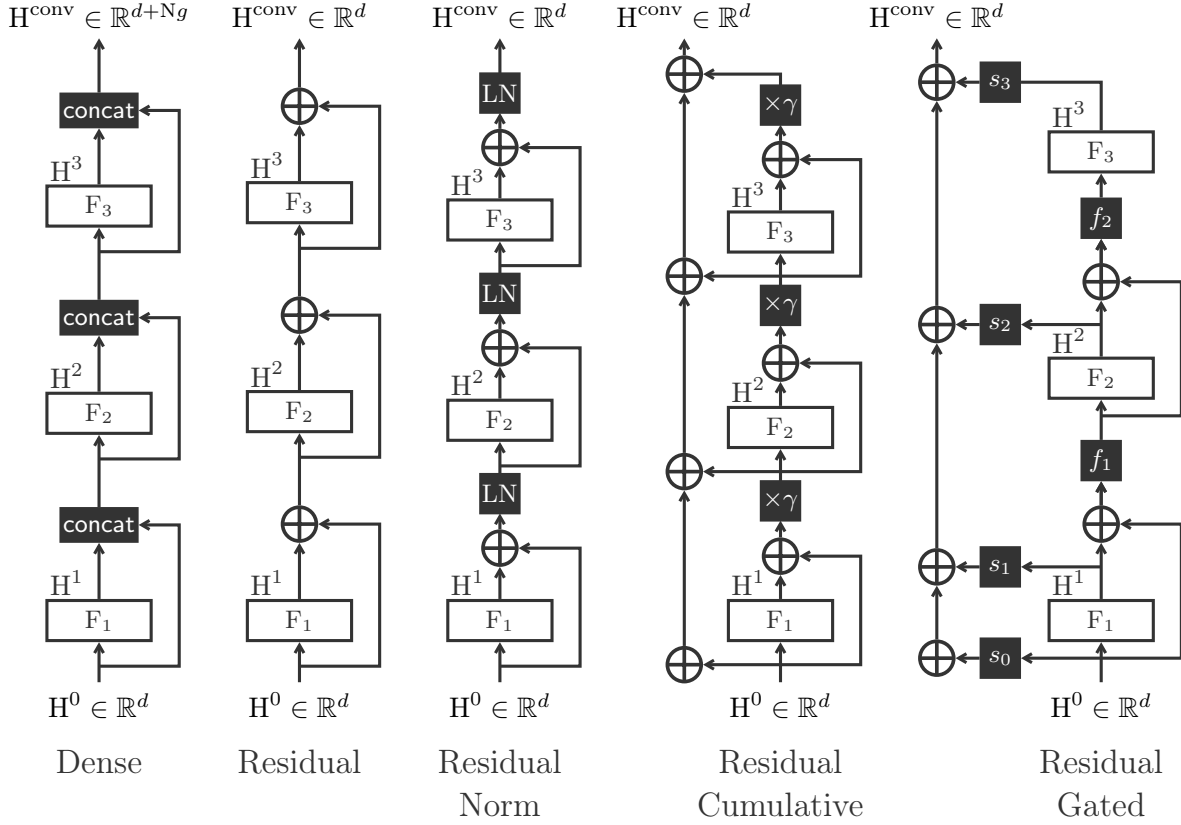 H^conv ∈ ℝ^{d+Ng}
concat
H^3
F_3
concat
H^2
F_2
concat
H^1
F_1
H^0 ∈ ℝ^d
Dense
H^conv ∈ ℝ^d
H^3
F_3
H^2
F_2
H^1
F_1
H^0 ∈ ℝ^d
Residual
H^conv ∈ ℝ^d
LN
H^3
F_3
LN
H^2
F_2
LN
H^1
F_1
H^0 ∈ ℝ^d
Residual
Norm
H^conv ∈ ℝ^d
×γ
H^3
F_3
×γ
H^2
F_2
×γ
H^1
F_1
H^0 ∈ ℝ^d
Residual
Cumulative
H^conv ∈ ℝ^d
s_3
H^3
F_3
f_2
s_2
H^2
F_2
f_1
s_1
H^1
F_1
s_0
H^0 ∈ ℝ^d
Residual
Gated